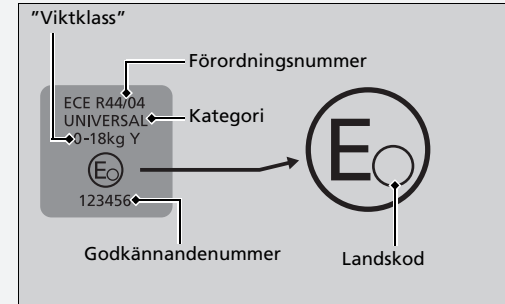 ”Viktklass”
Förordningsnummer
ECE R44/04
UNIVERSAL
Kategori
0-18kg Y
E
E
123456
Godkännandenummer
Landskod